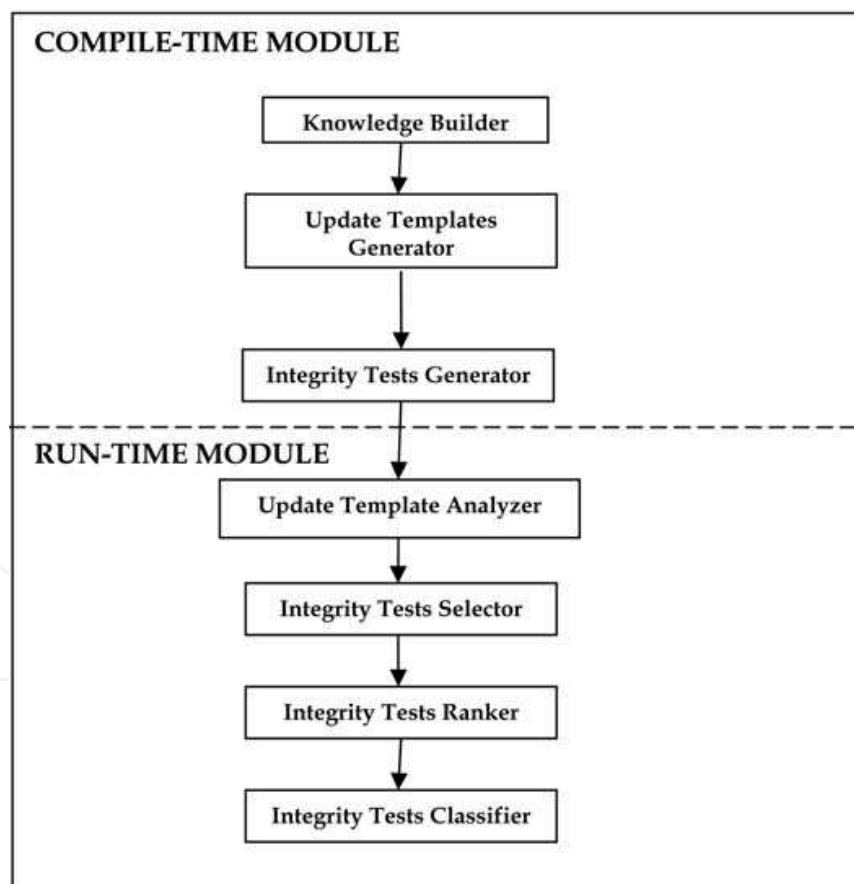 COMPILE-TIME MODULE
Knowledge Builder
Update Templates
Generator
Integrity Tests Generator
RUN-TIME MODULE
Update Template Analyzer
Integrity Tests Selector
Integrity Tests Ranker
Integrity Tests Classifier